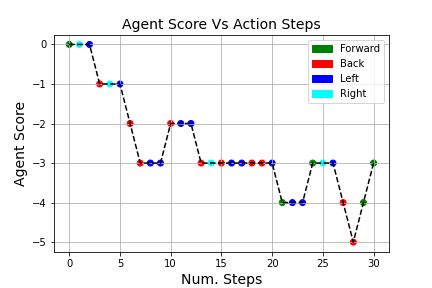 Agent Score Vs Action Steps
0
−1
−2
−3
−4
−5
Agent Score
Forward
Back
Left
Right
0 5 10 15 20 25 30
Num. Steps